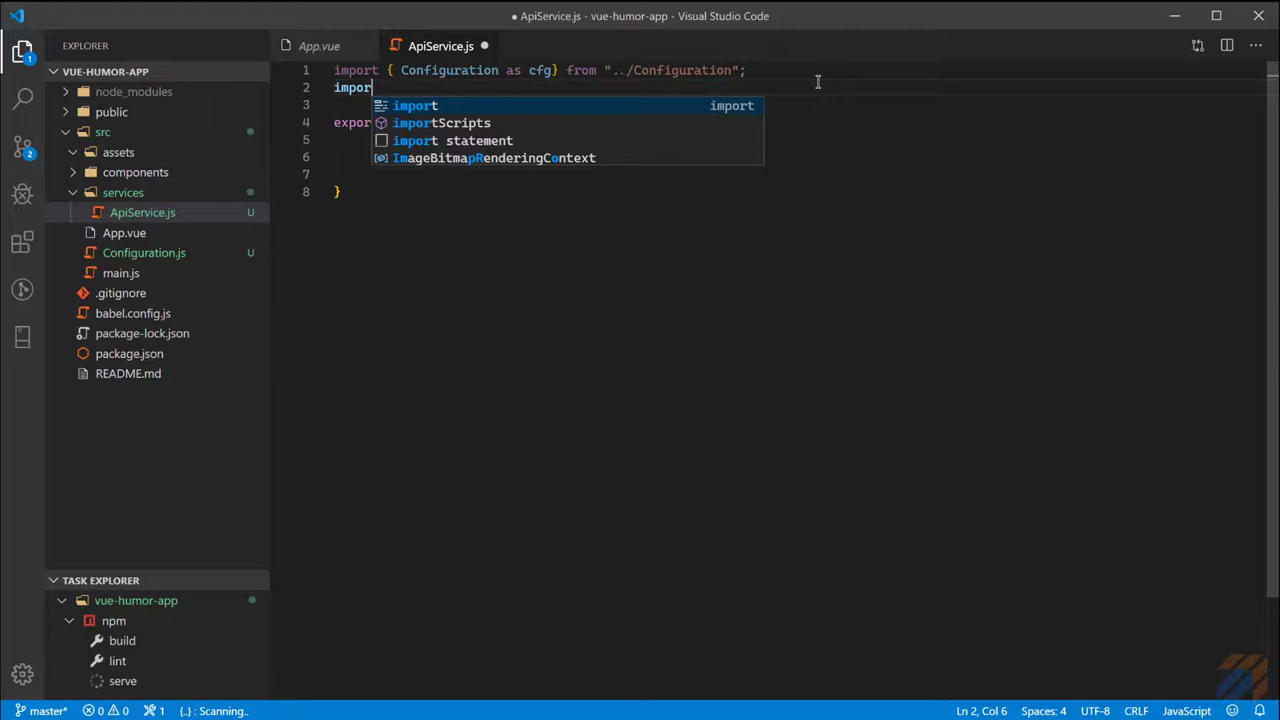 ● ApiService.js - vue-humor-app - Visual Studio Code
EXPLORER
App.vue
ApiService.js ●
VUE-HUMOR-APP
node_modules
public
src
assets
components
services
ApiService.js U
App.vue
Configuration.js U
main.js
.gitignore
babel.config.js
package-lock.json
package.json
README.md
1 import { Configuration as cfg} from "../Configuration";
2 impor
3
4 expor
5
6
7
8 }
import import
importScripts
import statement
ImageBitmapRenderingContext
1
2
TASK EXPLORER
vue-humor-app
npm
build
lint
serve
master* 0 0 1 {..} : Scanning.. Ln 2, Col 6 Spaces: 4 UTF-8 CRLF JavaScript